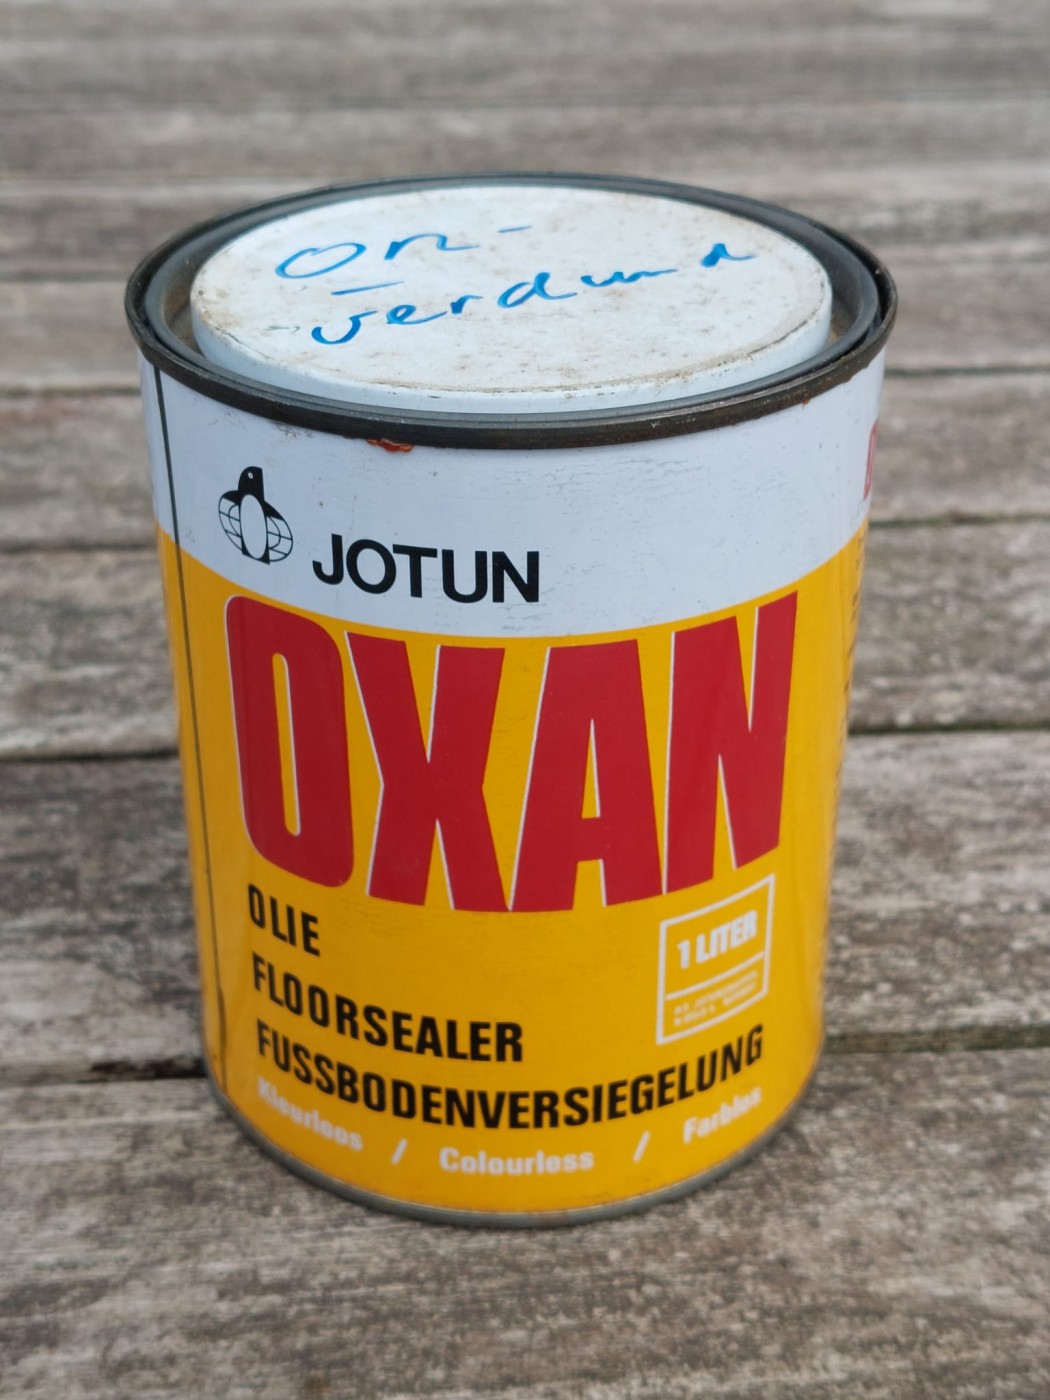 on-
verdund
JOTUN
OXAN
OLIE
FLOORSEALER
FUSSBODENVERSIEGELUNG
1 LITER
Kleurloos / Colourless / Farblos